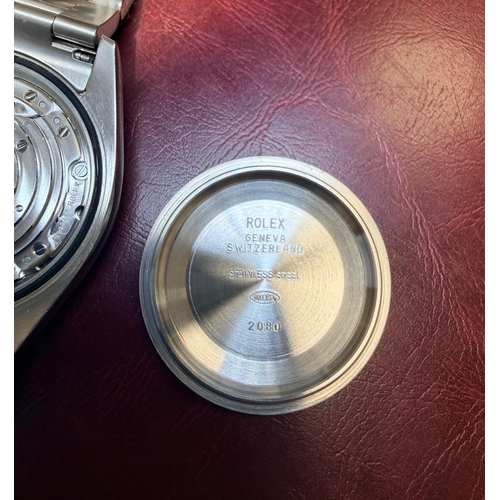 ROLEX
GENEVA
SWITZERLAND
STAINLESS STEEL
2080